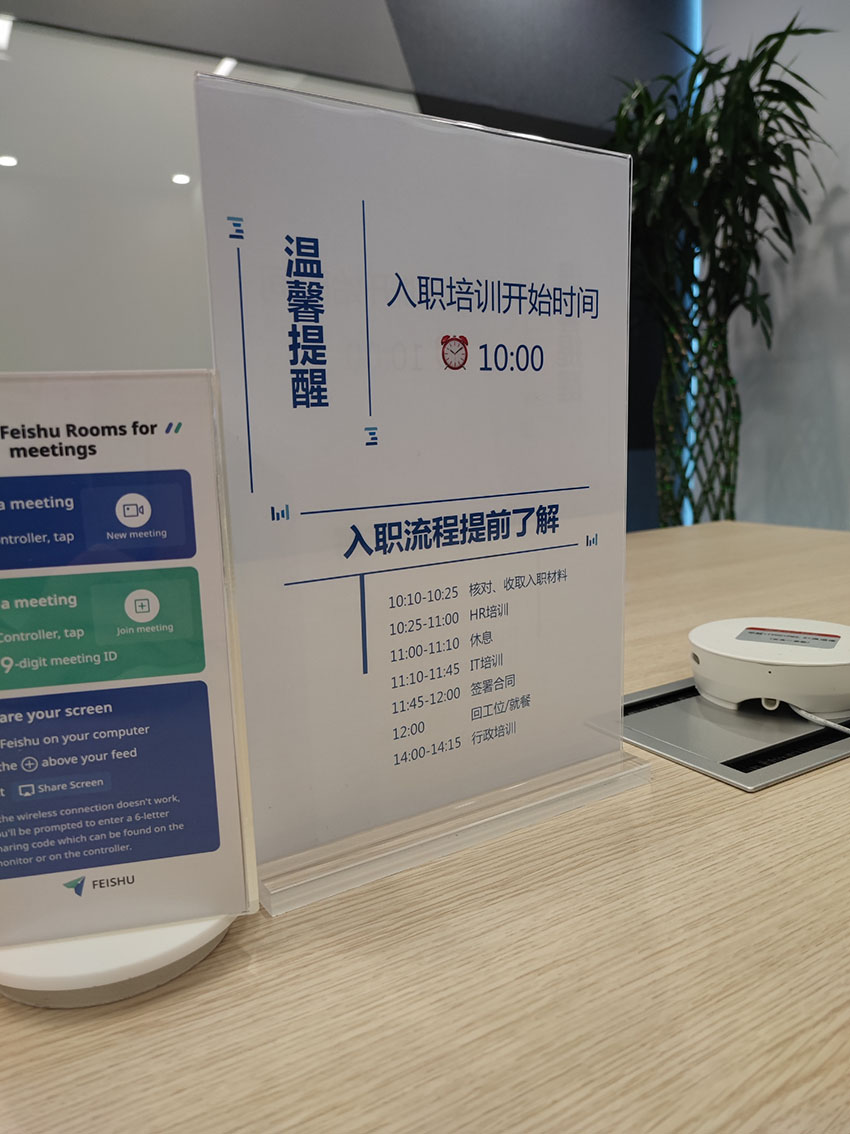 Feishu Rooms for
meetings
a meeting
ntroller, tap
New meeting
a meeting
Controller, tap
9-digit meeting ID
Join meeting
are your screen
Feishu on your computer
the ⊕ above your feed
t Share Screen
the wireless connection doesn't work,
ou'll be prompted to enter a 6-letter
haring code which can be found on the
monitor or on the controller.
FEISHU
温馨提醒
入职培训开始时间
⏰ 10:00
入职流程提前了解
10:10-10:25 核对、收取入职材料
10:25-11:00 HR培训
11:00-11:10 休息
11:10-11:45 IT培训
11:45-12:00 签署合同
12:00 回工位/就餐
14:00-14:15 行政培训